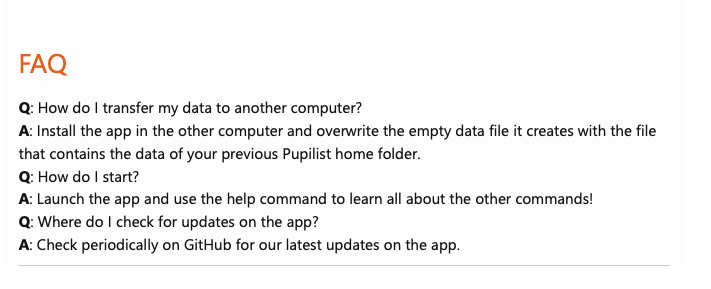 FAQ
Q: How do I transfer my data to another computer?
A: Install the app in the other computer and overwrite the empty data file it creates with the file
that contains the data of your previous Pupilist home folder.
Q: How do I start?
A: Launch the app and use the help command to learn all about the other commands!
Q: Where do I check for updates on the app?
A: Check periodically on GitHub for our latest updates on the app.